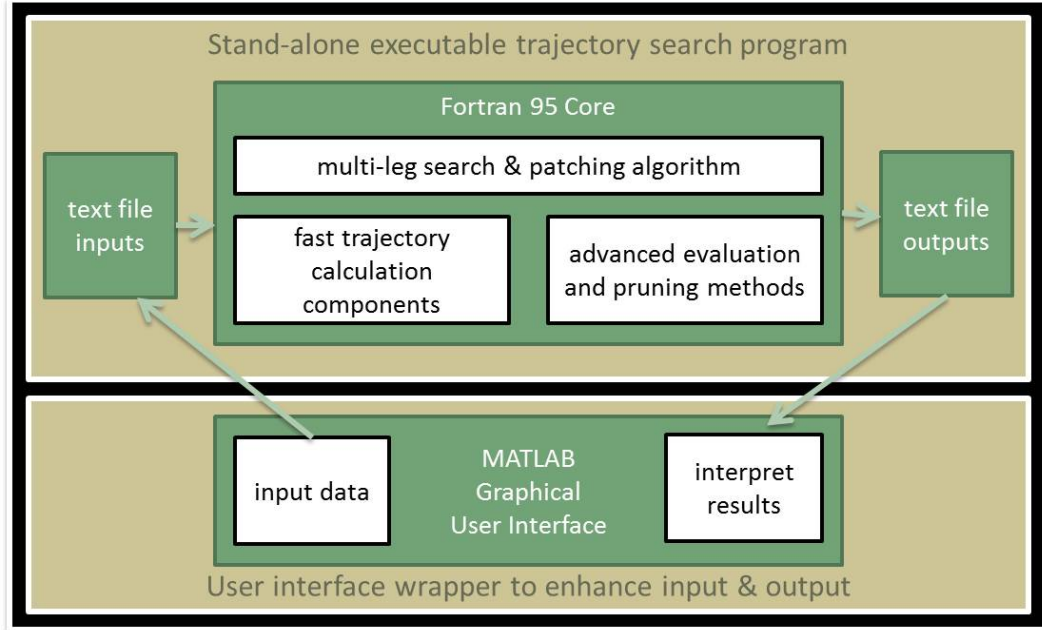 Stand-alone executable trajectory search program
Fortran 95 Core
multi-leg search & patching algorithm
text file
inputs
fast trajectory
calculation
components
advanced evaluation
and pruning methods
text file
outputs
input data
MATLAB
Graphical
User Interface
interpret
results
User interface wrapper to enhance input & output